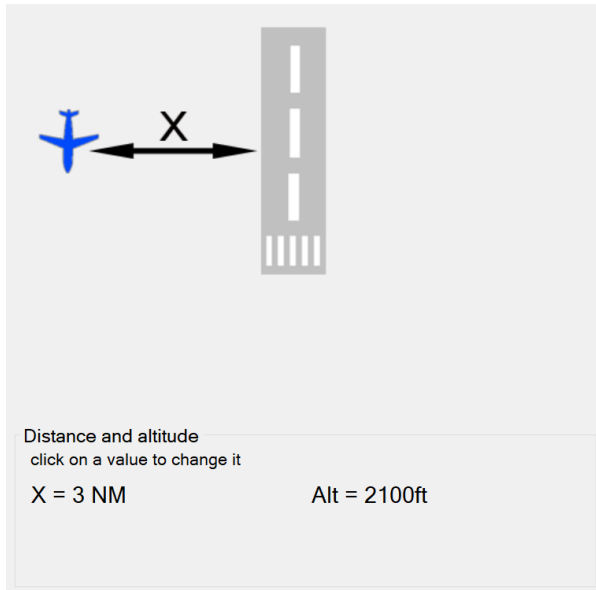 X
Distance and altitude
click on a value to change it
X = 3 NM
Alt = 2100ft